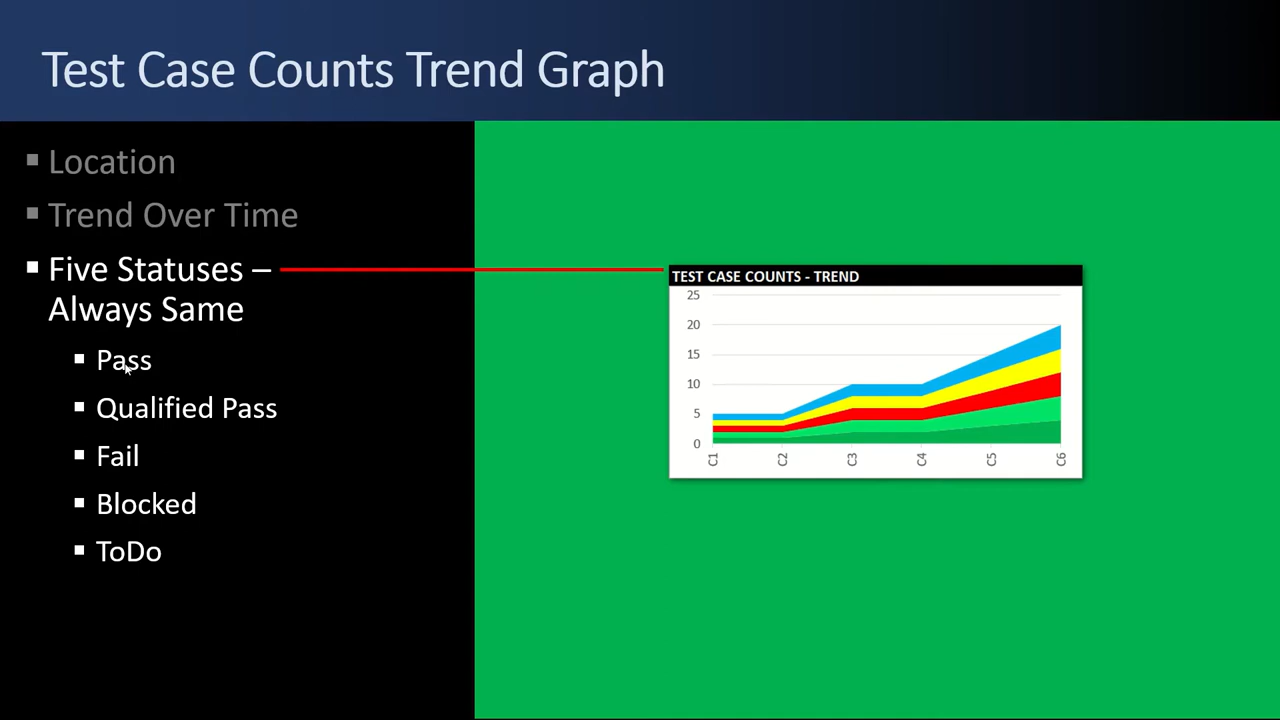 Test Case Counts Trend Graph
▪ Location
▪ Trend Over Time
▪ Five Statuses –
Always Same
▪ Pass
▪ Qualified Pass
▪ Fail
▪ Blocked
▪ ToDo
TEST CASE COUNTS - TREND
25
20
15
10
5
0
C1 C2 C3 C4 C5 C6